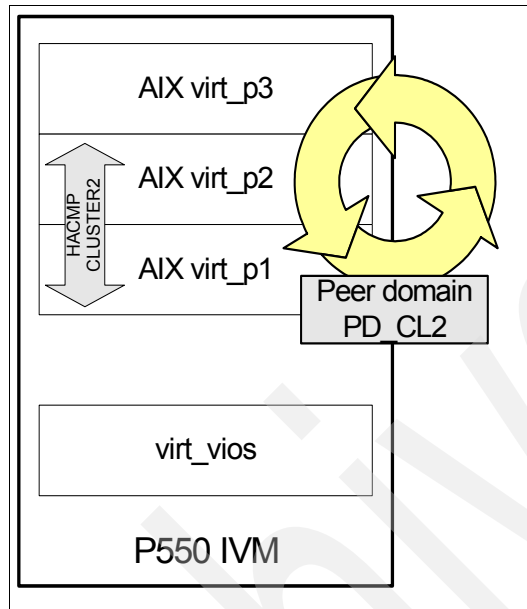 AIX virt_p3
HACMP
CLUSTER2
AIX virt_p2
AIX virt_p1
Peer domain
PD_CL2
virt_vios
P550 IVM